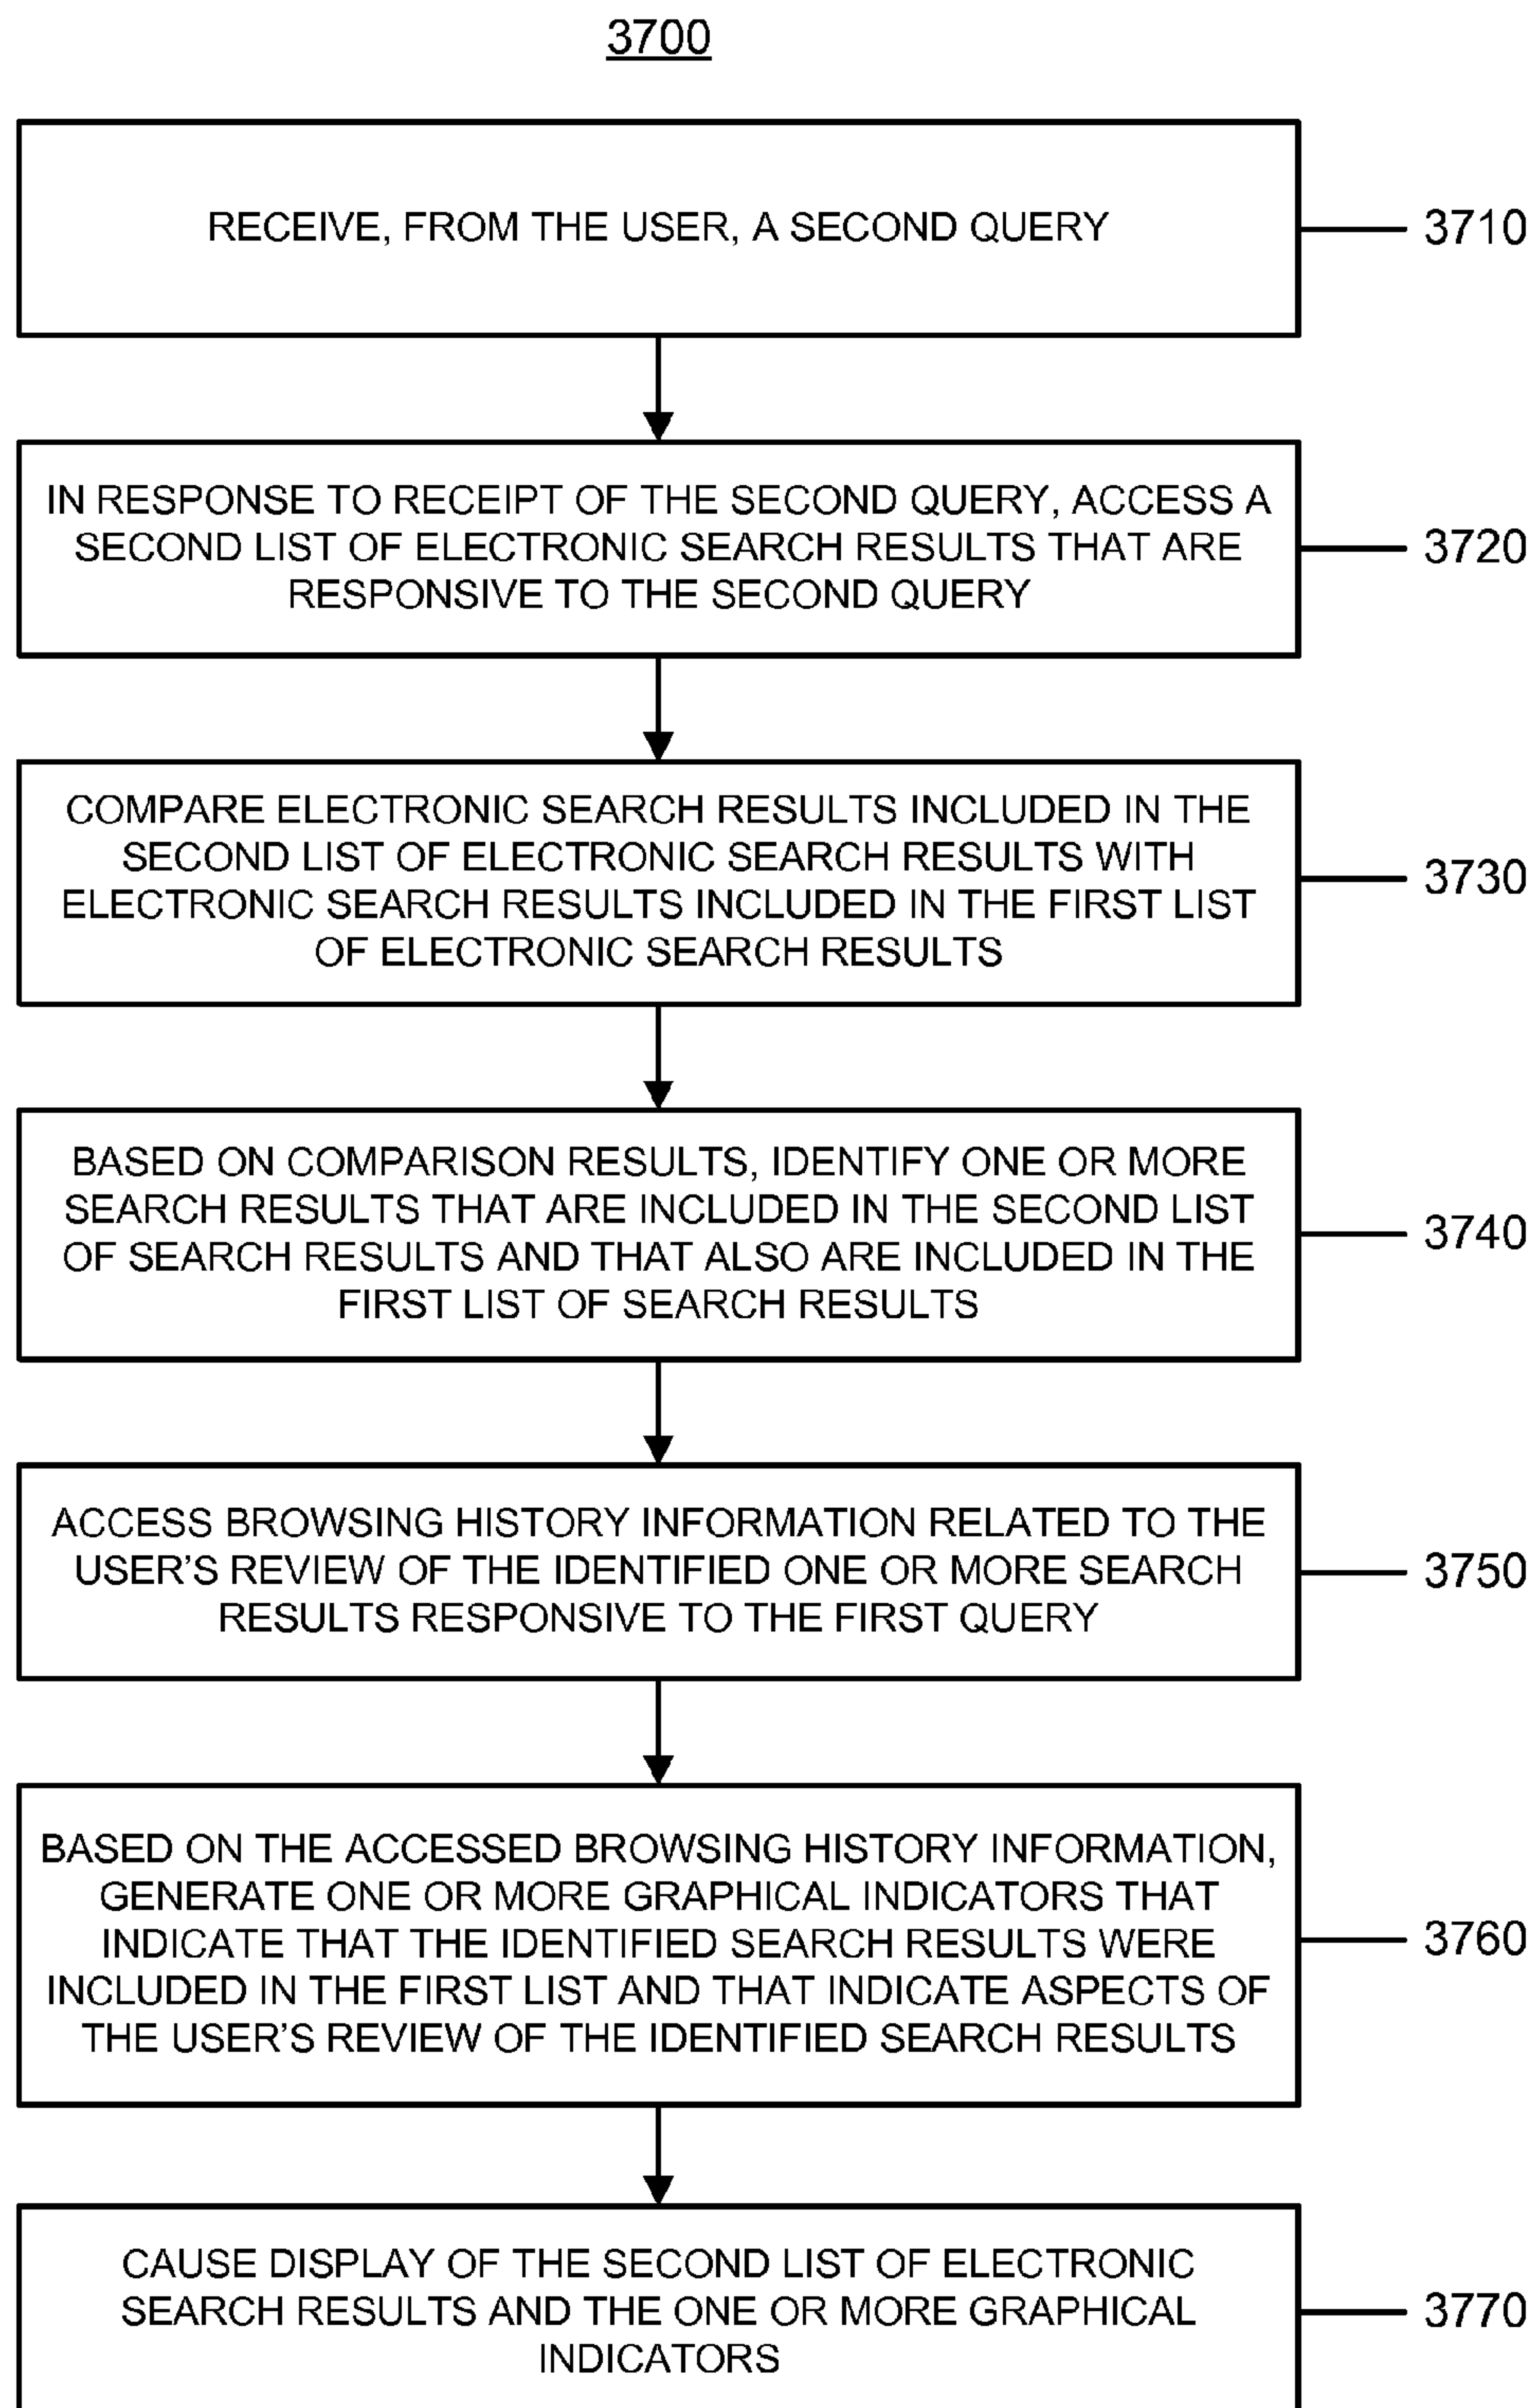 3700
RECEIVE, FROM THE USER, A SECOND QUERY
3710
IN RESPONSE TO RECEIPT OF THE SECOND QUERY, ACCESS A
SECOND LIST OF ELECTRONIC SEARCH RESULTS THAT ARE
RESPONSIVE TO THE SECOND QUERY
3720
COMPARE ELECTRONIC SEARCH RESULTS INCLUDED IN THE
SECOND LIST OF ELECTRONIC SEARCH RESULTS WITH
ELECTRONIC SEARCH RESULTS INCLUDED IN THE FIRST LIST
OF ELECTRONIC SEARCH RESULTS
3730
BASED ON COMPARISON RESULTS, IDENTIFY ONE OR MORE
SEARCH RESULTS THAT ARE INCLUDED IN THE SECOND LIST
OF SEARCH RESULTS AND THAT ALSO ARE INCLUDED IN THE
FIRST LIST OF SEARCH RESULTS
3740
ACCESS BROWSING HISTORY INFORMATION RELATED TO THE
USER'S REVIEW OF THE IDENTIFIED ONE OR MORE SEARCH
RESULTS RESPONSIVE TO THE FIRST QUERY
3750
BASED ON THE ACCESSED BROWSING HISTORY INFORMATION,
GENERATE ONE OR MORE GRAPHICAL INDICATORS THAT
INDICATE THAT THE IDENTIFIED SEARCH RESULTS WERE
INCLUDED IN THE FIRST LIST AND THAT INDICATE ASPECTS OF
THE USER'S REVIEW OF THE IDENTIFIED SEARCH RESULTS
3760
CAUSE DISPLAY OF THE SECOND LIST OF ELECTRONIC
SEARCH RESULTS AND THE ONE OR MORE GRAPHICAL
INDICATORS
3770